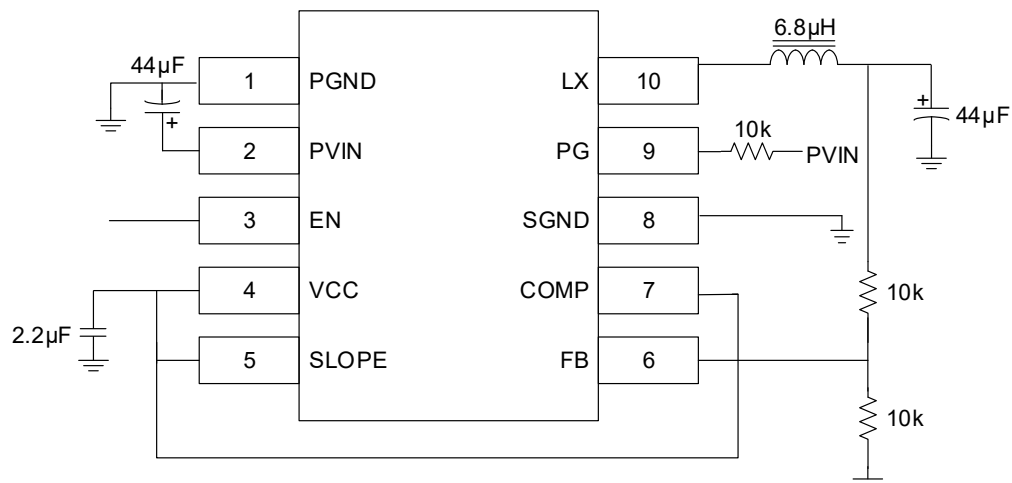 6.8µH
44µF
1
PGND
LX
10
+
44µF
+
10k
2
PVIN
PG
9
PVIN
3
EN
SGND
8
4
VCC
COMP
7
10k
2.2µF
5
SLOPE
FB
6
10k